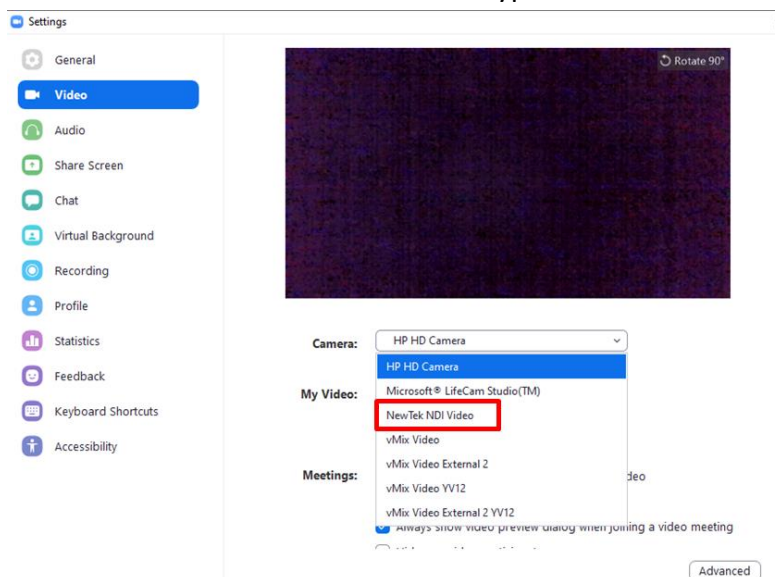 Settings
Rotate 90°
General
Video
Audio
Share Screen
Chat
Virtual Background
Recording
Profile
Statistics
Feedback
Keyboard Shortcuts
Accessibility
Camera: HP HD Camera
HP HD Camera
My Video: Microsoft® LifeCam Studio(TM)
NewTek NDI Video
vMix Video
vMix Video External 2
Meetings: deo
vMix Video YV12
vMix Video External 2 YV12
Always show video preview dialog when joining a video meeting
Advanced